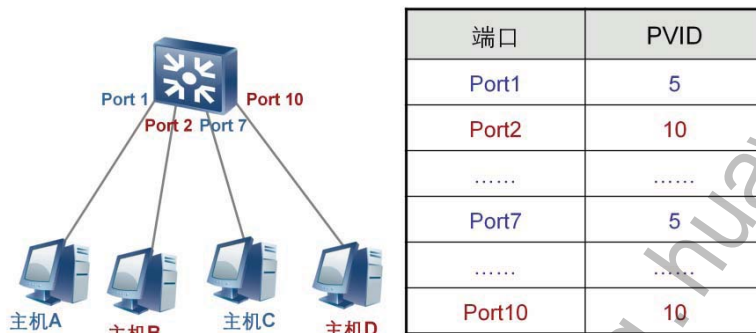 Port 1
Port 10
Port 2
Port 7
主机A
主机B
主机C
主机D
端口 PVID
Port1 5
Port2 10
…… ……
Port7 5
…… ……
Port10 10